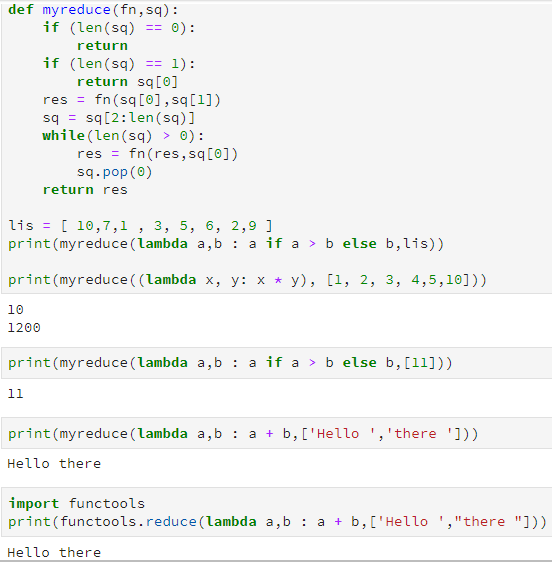 def myreduce(fn,sq):
    if (len(sq) == 0):
        return
    if (len(sq) == 1):
        return sq[0]
    res = fn(sq[0],sq[1])
    sq = sq[2:len(sq)]
    while(len(sq) > 0):
        res = fn(res,sq[0])
        sq.pop(0)
    return res
lis = [ 10,7,1 , 3, 5, 6, 2,9 ]
print(myreduce(lambda a,b : a if a > b else b,lis))
print(myreduce((lambda x, y: x * y), [1, 2, 3, 4,5,10]))
10
1200
print(myreduce(lambda a,b : a if a > b else b,[11]))
11
print(myreduce(lambda a,b : a + b,['Hello ','there ']))
Hello there
import functools
print(functools.reduce(lambda a,b : a + b,['Hello ',"there "]))
Hello there